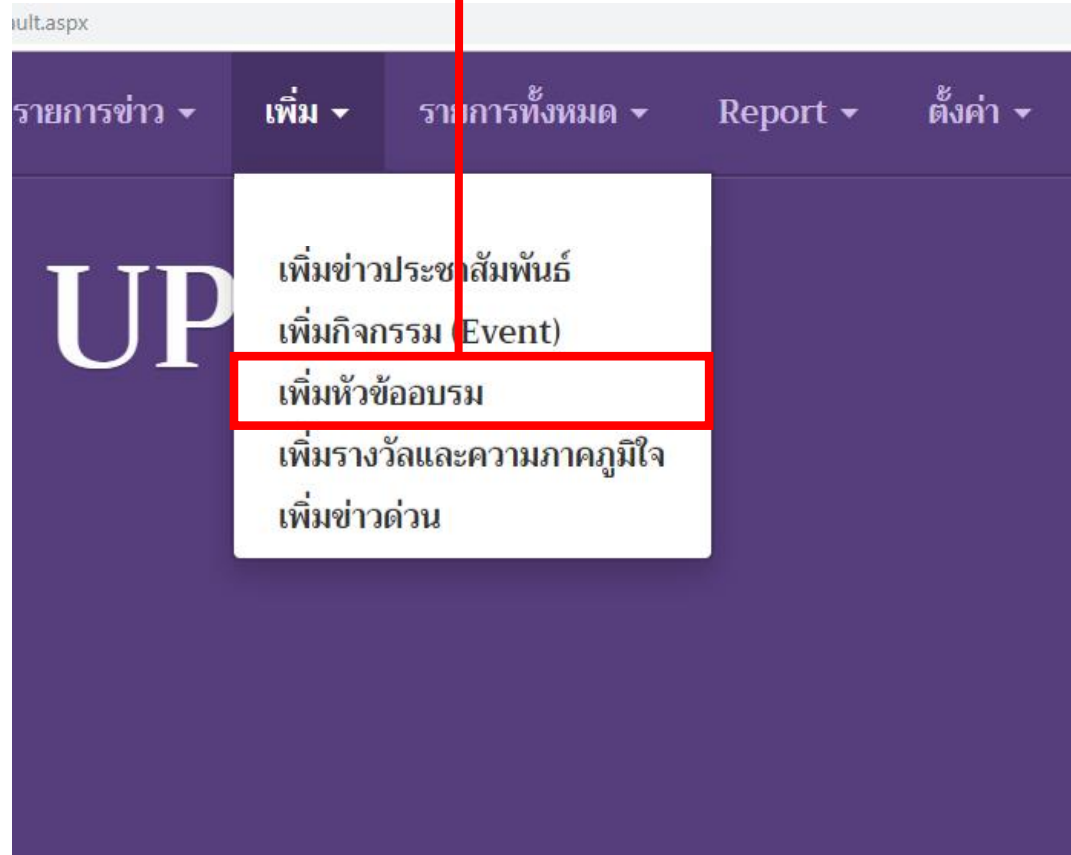 ult.aspx
รายการข่าว เพิ่ม รายการทั้งหมด Report ตั้งค่า
UP
เพิ่มข่าวประชาสัมพันธ์
เพิ่มกิจกรรม (Event)
เพิ่มหัวข้ออบรม
เพิ่มรางวัลและความภาคภูมิใจ
เพิ่มข่าวด่วน